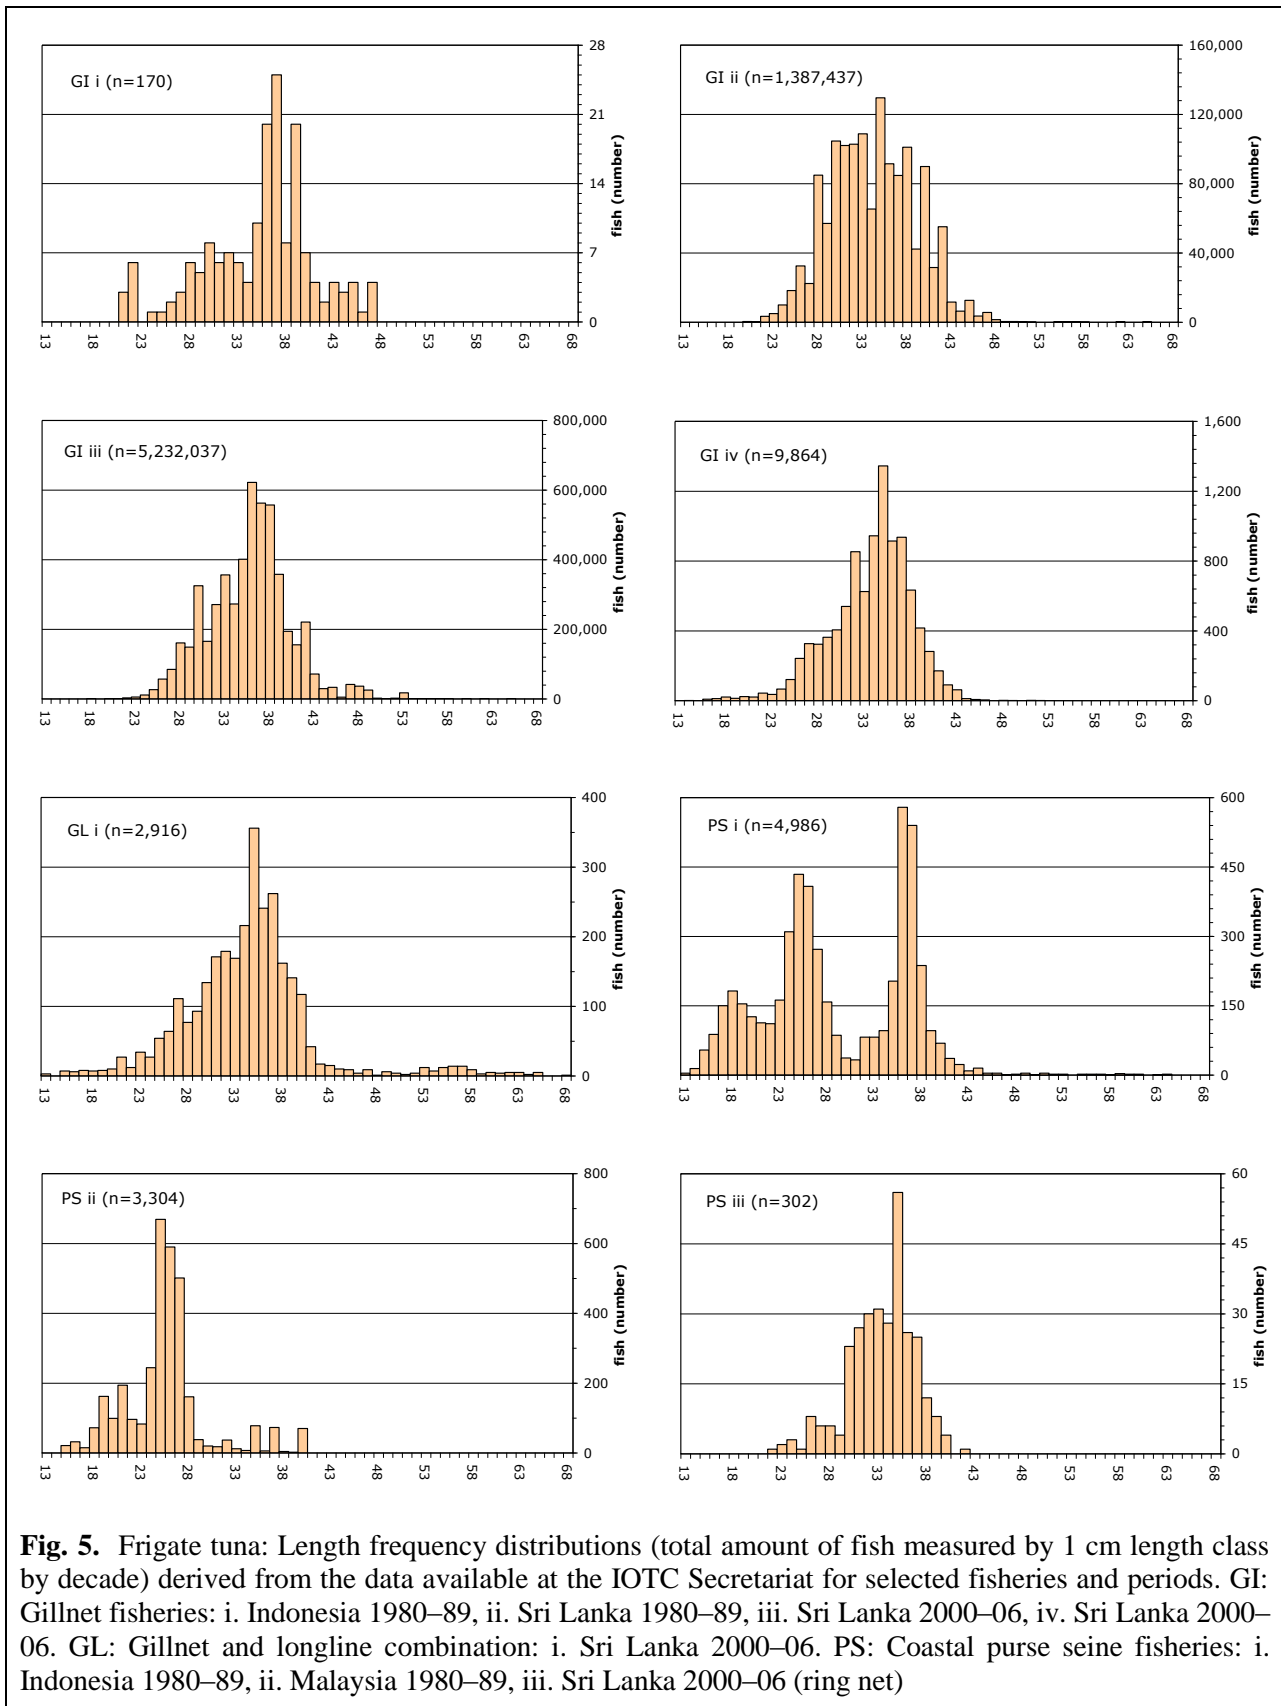 GI i (n=170)
28
21
14
7
0
fish (number)
13 18 23 28 33 38 43 48 53 58 63 68
GI ii (n=1,387,437)
160,000
120,000
80,000
40,000
0
fish (number)
13 18 23 28 33 38 43 48 53 58 63 68
GI iii (n=5,232,037)
800,000
600,000
400,000
200,000
0
fish (number)
13 18 23 28 33 38 43 48 53 58 63 68
GI iv (n=9,864)
1,600
1,200
800
400
0
fish (number)
13 18 23 28 33 38 43 48 53 58 63 68
GL i (n=2,916)
400
300
200
100
0
fish (number)
13 18 23 28 33 38 43 48 53 58 63 68
PS i (n=4,986)
600
450
300
150
0
fish (number)
13 18 23 28 33 38 43 48 53 58 63 68
PS ii (n=3,304)
800
600
400
200
0
fish (number)
13 18 23 28 33 38 43 48 53 58 63 68
PS iii (n=302)
60
45
30
15
0
fish (number)
13 18 23 28 33 38 43 48 53 58 63 68
Fig. 5. Frigate tuna: Length frequency distributions (total amount of fish measured by 1 cm length class
by decade) derived from the data available at the IOTC Secretariat for selected fisheries and periods. GI:
Gillnet fisheries: i. Indonesia 1980–89, ii. Sri Lanka 1980–89, iii. Sri Lanka 2000–06, iv. Sri Lanka 2000–
06. GL: Gillnet and longline combination: i. Sri Lanka 2000–06. PS: Coastal purse seine fisheries: i.
Indonesia 1980–89, ii. Malaysia 1980–89, iii. Sri Lanka 2000–06 (ring net)